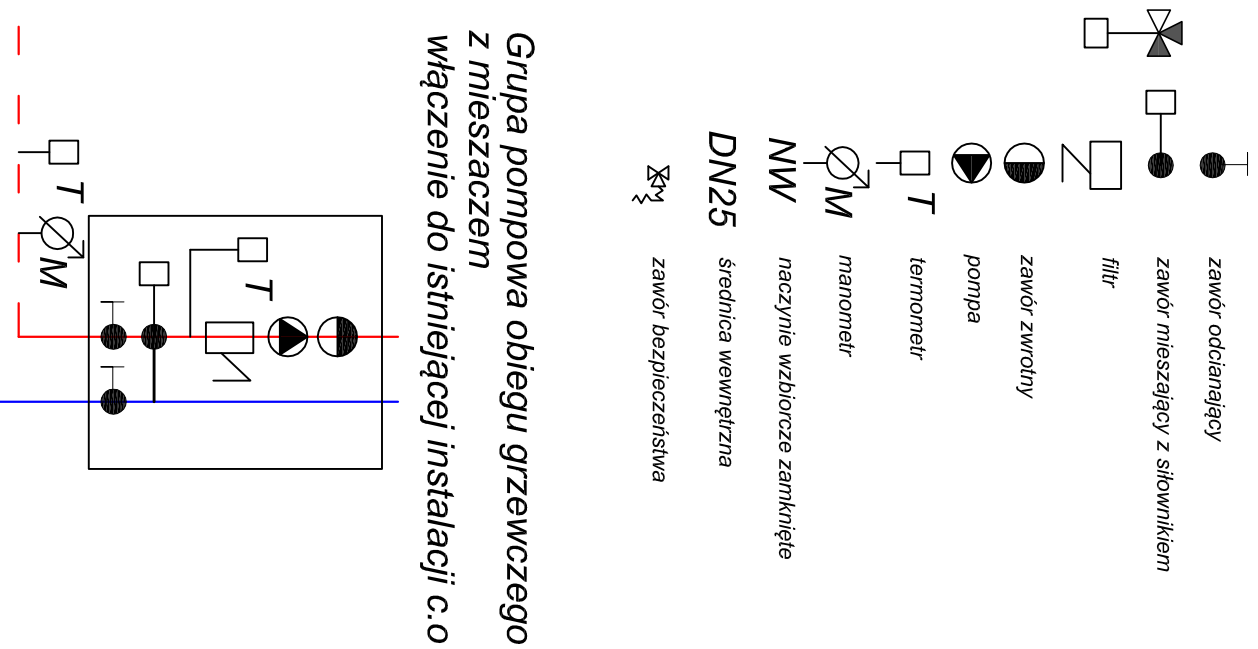 zawór odcianający
zawór mieszający z siłownikiem
filtr
zawór zwrotny
pompa
T termometr
M manometr
NW naczynie wzbiorcze zamknięte
DN25 średnica wewnętrzna
zawór bezpieczeństwa
Grupa pompowa obiegu grzewczego
z mieszaczem
włączenie do istniejącej instalacji c.o
T
T
M